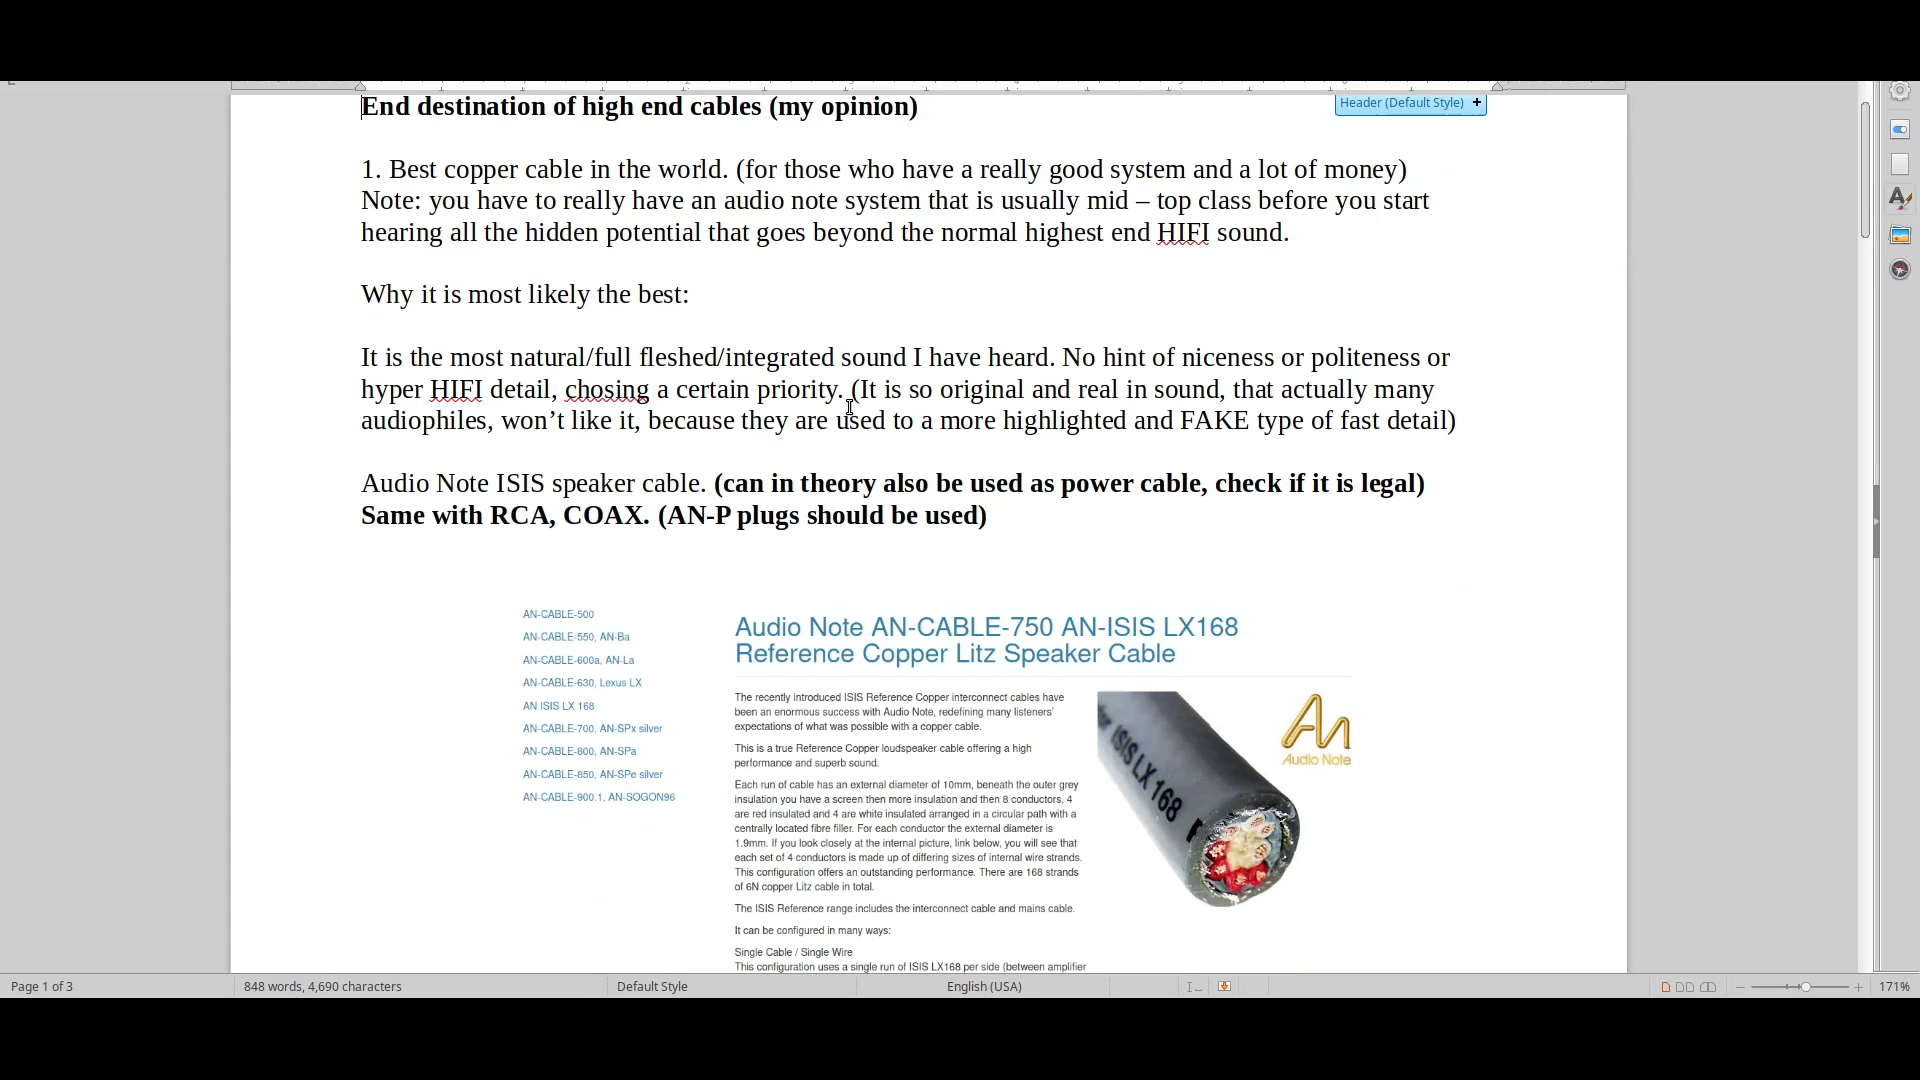 End destination of high end cables (my opinion)
Header (Default Style) +
1. Best copper cable in the world. (for those who have a really good system and a lot of money)
Note: you have to really have an audio note system that is usually mid – top class before you start
hearing all the hidden potential that goes beyond the normal highest end HIFI sound.
Why it is most likely the best:
It is the most natural/full fleshed/integrated sound I have heard. No hint of niceness or politeness or
hyper HIFI detail, chosing a certain priority. (It is so original and real in sound, that actually many
audiophiles, won’t like it, because they are used to a more highlighted and FAKE type of fast detail)
Audio Note ISIS speaker cable. (can in theory also be used as power cable, check if it is legal)
Same with RCA, COAX. (AN-P plugs should be used)
AN-CABLE-500
AN-CABLE-550, AN-Ba
AN-CABLE-600a, AN-La
AN-CABLE-630, Lexus LX
AN ISIS LX 168
AN-CABLE-700, AN-SPx silver
AN-CABLE-800, AN-SPa
AN-CABLE-850, AN-SPe silver
AN-CABLE-900.1, AN-SOGON96
Audio Note AN-CABLE-750 AN-ISIS LX168
Reference Copper Litz Speaker Cable
The recently introduced ISIS Reference Copper interconnect cables have
been an enormous success with Audio Note, redefining many listeners'
expectations of what was possible with a copper cable.
This is a true Reference Copper loudspeaker cable offering a high
performance and superb sound.
Each run of cable has an external diameter of 10mm, beneath the outer grey
insulation you have a screen then more insulation and then 8 conductors, 4
are red insulated and 4 are white insulated arranged in a circular path with a
centrally located fibre filler. For each conductor the external diameter is
1.9mm. If you look closely at the internal picture, link below, you will see that
each set of 4 conductors is made up of differing sizes of internal wire strands.
This configuration offers an outstanding performance. There are 168 strands
of 6N copper Litz cable in total.
The ISIS Reference range includes the interconnect cable and mains cable.
It can be configured in many ways:
Single Cable / Single Wire
This configuration uses a single run of ISIS LX168 per side (between amplifier
ISIS LX 168
An
Audio Note
Page 1 of 3
848 words, 4,690 characters
Default Style
English (USA)
171%